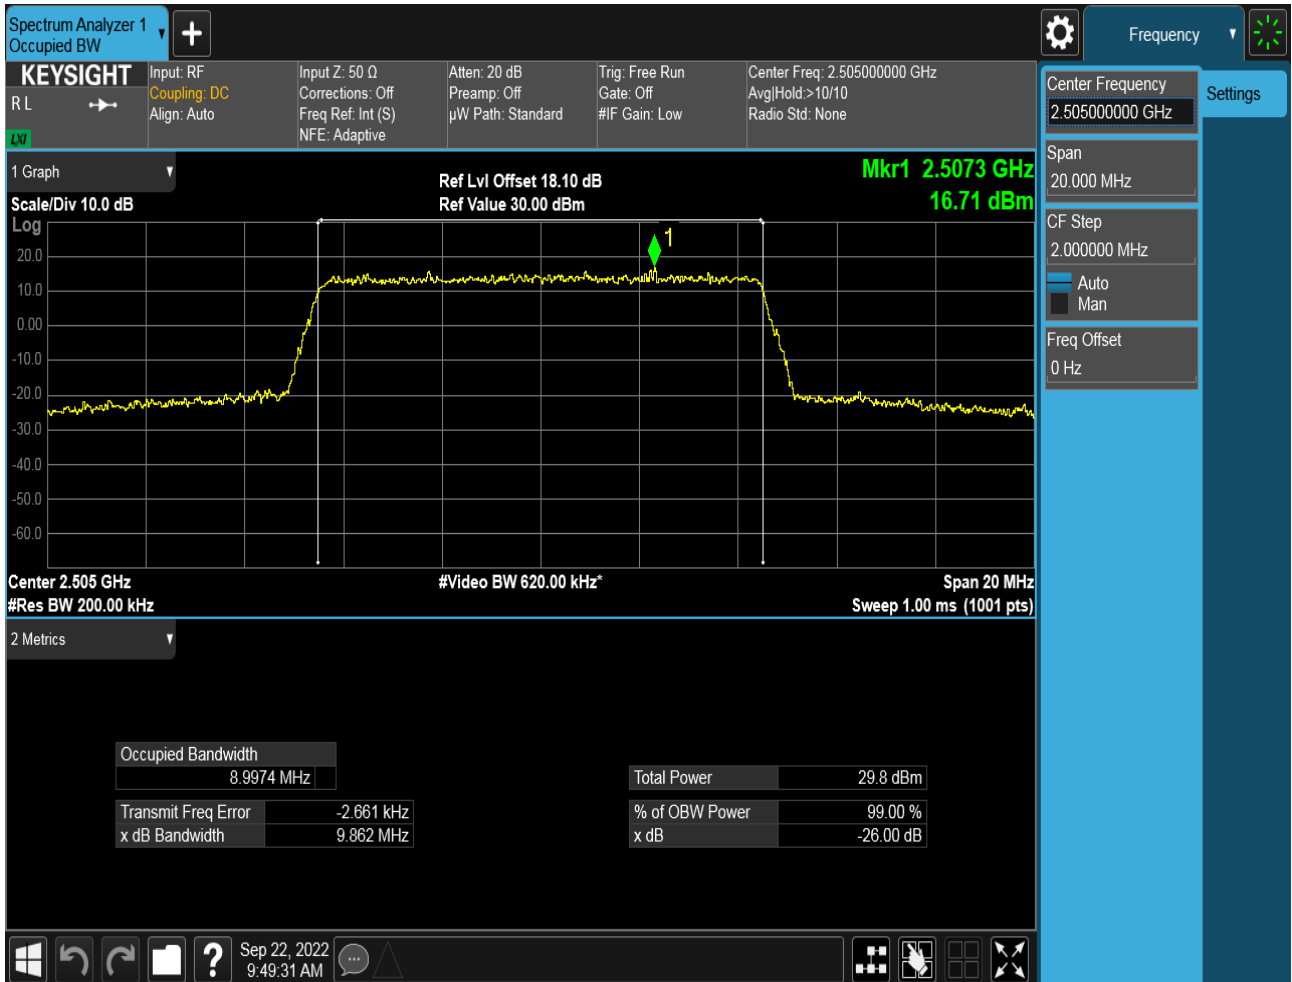 Spectrum Analyzer 1
Occupied BW
Frequency
KEYSIGHT
R L
LXI
Input: RF
Coupling: DC
Align: Auto
Input Z: 50 Ω
Corrections: Off
Freq Ref: Int (S)
NFE: Adaptive
Atten: 20 dB
Preamp: Off
µW Path: Standard
Trig: Free Run
Gate: Off
#IF Gain: Low
Center Freq: 2.505000000 GHz
Avg|Hold:>10/10
Radio Std: None
Center Frequency
2.505000000 GHz
Settings
Span
20.000 MHz
CF Step
2.000000 MHz
Auto
Man
Freq Offset
0 Hz
1 Graph
Scale/Div 10.0 dB
Ref Lvl Offset 18.10 dB
Ref Value 30.00 dBm
Mkr1 2.5073 GHz
16.71 dBm
Log
1
20.0
10.0
0.00
-10.0
-20.0
-30.0
-40.0
-50.0
-60.0
Center 2.505 GHz
#Video BW 620.00 kHz*
Span 20 MHz
#Res BW 200.00 kHz
Sweep 1.00 ms (1001 pts)
2 Metrics
Occupied Bandwidth
8.9974 MHz
Total Power 29.8 dBm
Transmit Freq Error -2.661 kHz
% of OBW Power 99.00 %
x dB Bandwidth 9.862 MHz
x dB -26.00 dB
?
Sep 22, 2022
9:49:31 AM